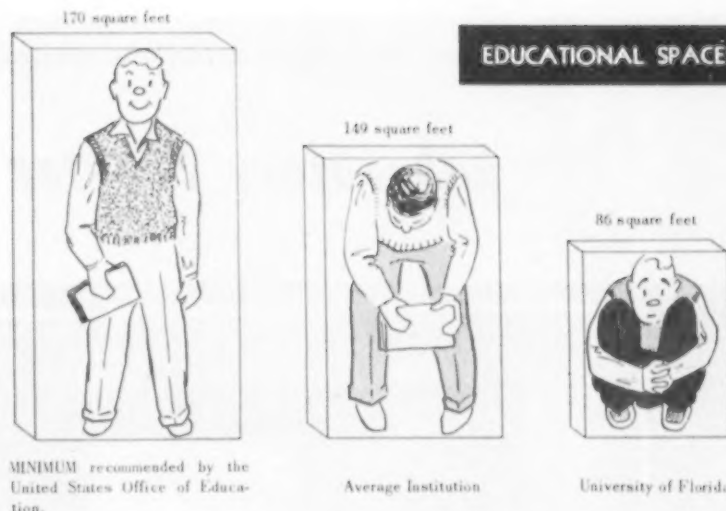 170 square feet
EDUCATIONAL SPACE
149 square feet
86 square feet
MINIMUM recommended by the
United States Office of Educa-
tion.
Average Institution
University of Florida